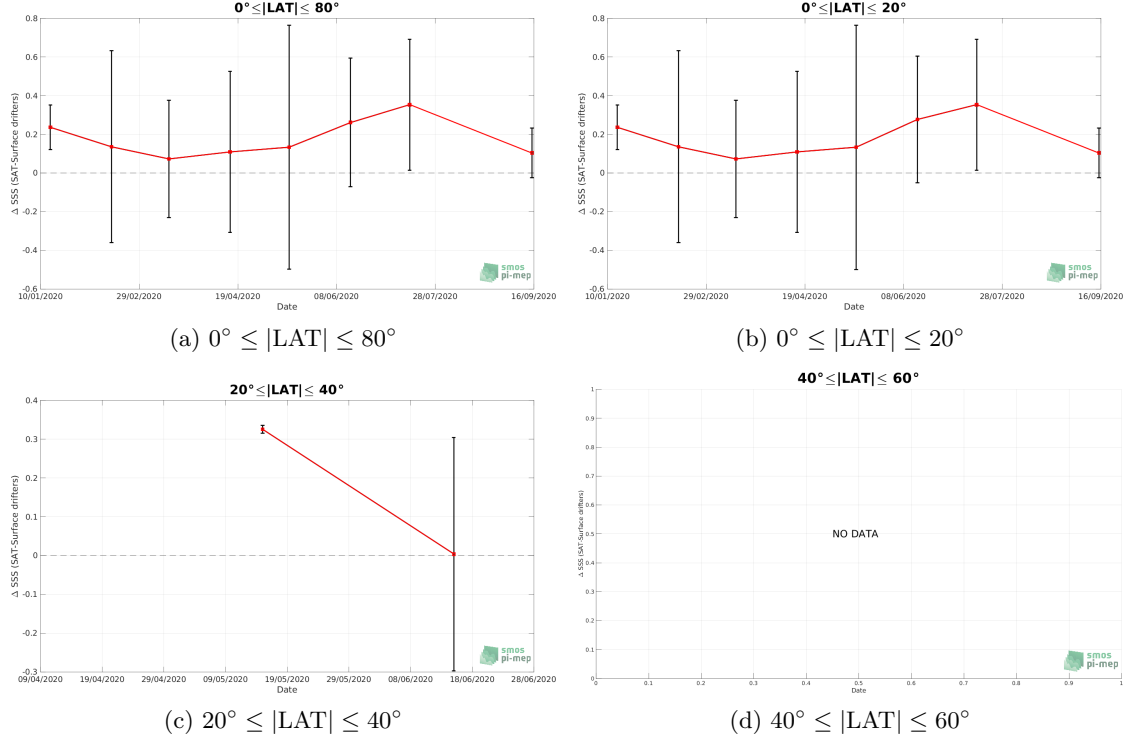 0°≤|LAT|≤ 80°
Δ SSS (SAT-Surface drifters)
0.8
0.6
0.4
0.2
0
-0.2
-0.4
-0.6
10/01/2020 29/02/2020 19/04/2020 08/06/2020 28/07/2020 16/09/2020
Date
smos
pi-mep
(a) 0° ≤ |LAT| ≤ 80°
0°≤|LAT|≤ 20°
Δ SSS (SAT-Surface drifters)
0.8
0.6
0.4
0.2
0
-0.2
-0.4
-0.6
10/01/2020 29/02/2020 19/04/2020 08/06/2020 28/07/2020 16/09/2020
Date
smos
pi-mep
(b) 0° ≤ |LAT| ≤ 20°
20°≤|LAT|≤ 40°
Δ SSS (SAT-Surface drifters)
0.4
0.3
0.2
0.1
0
-0.1
-0.2
-0.3
09/04/2020 19/04/2020 29/04/2020 09/05/2020 19/05/2020 29/05/2020 08/06/2020 18/06/2020 28/06/2020
Date
smos
pi-mep
(c) 20° ≤ |LAT| ≤ 40°
40°≤|LAT|≤ 60°
Δ SSS (SAT-Surface drifters)
1
0.9
0.8
0.7
0.6
0.5
0.4
0.3
0.2
0.1
0
NO DATA
0 0.1 0.2 0.3 0.4 0.5 0.6 0.7 0.8 0.9 1
Date
smos
pi-mep
(d) 40° ≤ |LAT| ≤ 60°